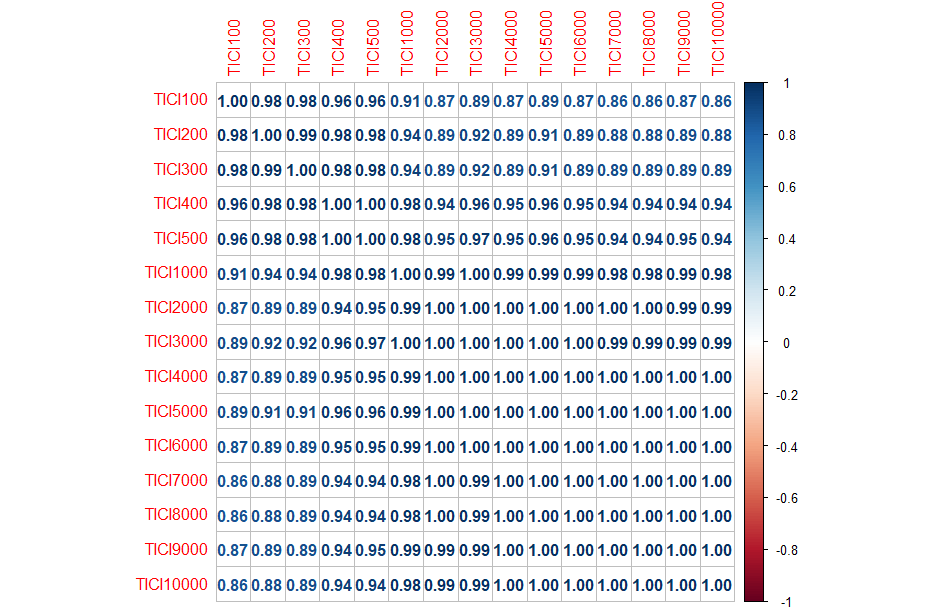 TICI100 TICI200 TICI300 TICI400 TICI500 TICI1000 TICI2000 TICI3000 TICI4000 TICI5000 TICI6000 TICI7000 TICI8000 TICI9000 TICI10000
TICI100 1.00 0.98 0.98 0.96 0.96 0.91 0.87 0.89 0.87 0.89 0.87 0.86 0.86 0.87 0.86
TICI200 0.98 1.00 0.99 0.98 0.98 0.94 0.89 0.92 0.89 0.91 0.89 0.88 0.88 0.89 0.88
TICI300 0.98 0.99 1.00 0.98 0.98 0.94 0.89 0.92 0.89 0.91 0.89 0.89 0.89 0.89 0.89
TICI400 0.96 0.98 0.98 1.00 1.00 0.98 0.94 0.96 0.95 0.96 0.95 0.94 0.94 0.94 0.94
TICI500 0.96 0.98 0.98 1.00 1.00 0.98 0.95 0.97 0.95 0.96 0.95 0.94 0.94 0.95 0.94
TICI1000 0.91 0.94 0.94 0.98 0.98 1.00 0.99 1.00 0.99 0.99 0.99 0.98 0.98 0.99 0.98
TICI2000 0.87 0.89 0.89 0.94 0.95 0.99 1.00 1.00 1.00 1.00 1.00 1.00 1.00 0.99 0.99
TICI3000 0.89 0.92 0.92 0.96 0.97 1.00 1.00 1.00 1.00 1.00 1.00 0.99 0.99 0.99 0.99
TICI4000 0.87 0.89 0.89 0.95 0.95 0.99 1.00 1.00 1.00 1.00 1.00 1.00 1.00 1.00 1.00
TICI5000 0.89 0.91 0.91 0.96 0.96 0.99 1.00 1.00 1.00 1.00 1.00 1.00 1.00 1.00 1.00
TICI6000 0.87 0.89 0.89 0.95 0.95 0.99 1.00 1.00 1.00 1.00 1.00 1.00 1.00 1.00 1.00
TICI7000 0.86 0.88 0.89 0.94 0.94 0.98 1.00 0.99 1.00 1.00 1.00 1.00 1.00 1.00 1.00
TICI8000 0.86 0.88 0.89 0.94 0.94 0.98 1.00 0.99 1.00 1.00 1.00 1.00 1.00 1.00 1.00
TICI9000 0.87 0.89 0.89 0.94 0.95 0.99 0.99 0.99 1.00 1.00 1.00 1.00 1.00 1.00 1.00
TICI10000 0.86 0.88 0.89 0.94 0.94 0.98 0.99 0.99 1.00 1.00 1.00 1.00 1.00 1.00 1.00
1
0.8
0.6
0.4
0.2
0
-0.2
-0.4
-0.6
-0.8
-1